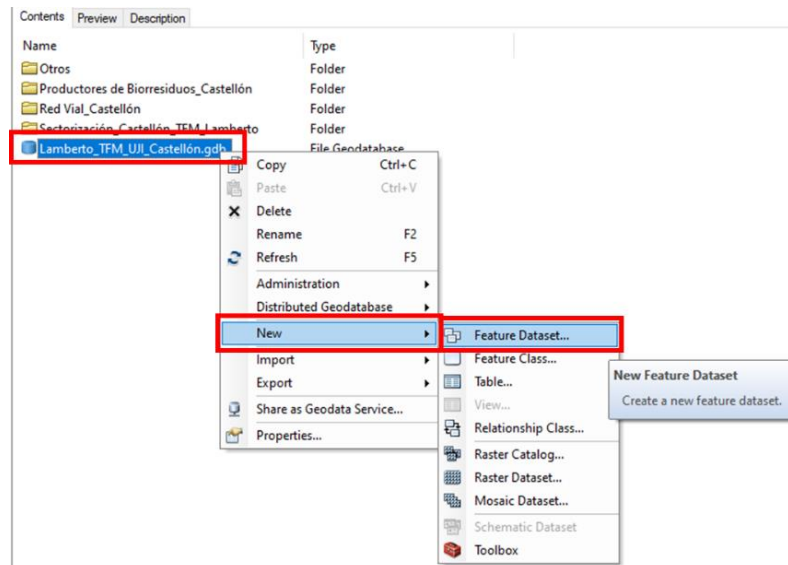 Contents Preview Description
Name Type
Otros Folder
Productores de Biorresiduos_Castellón Folder
Red Vial_Castellón Folder
Sectorización_Castellón_TFM_Lamberto Folder
Lamberto_TFM_UJI_Castellón.gdb File Geodatabase
Copy Ctrl+C
Paste Ctrl+V
Delete
Rename F2
Refresh F5
Administration
Distributed Geodatabase
New
Import
Export
Share as Geodata Service...
Properties...
Feature Dataset...
Feature Class...
Table...
View...
Relationship Class...
Raster Catalog...
Raster Dataset...
Mosaic Dataset...
Schematic Dataset
Toolbox
New Feature Dataset
Create a new feature dataset.